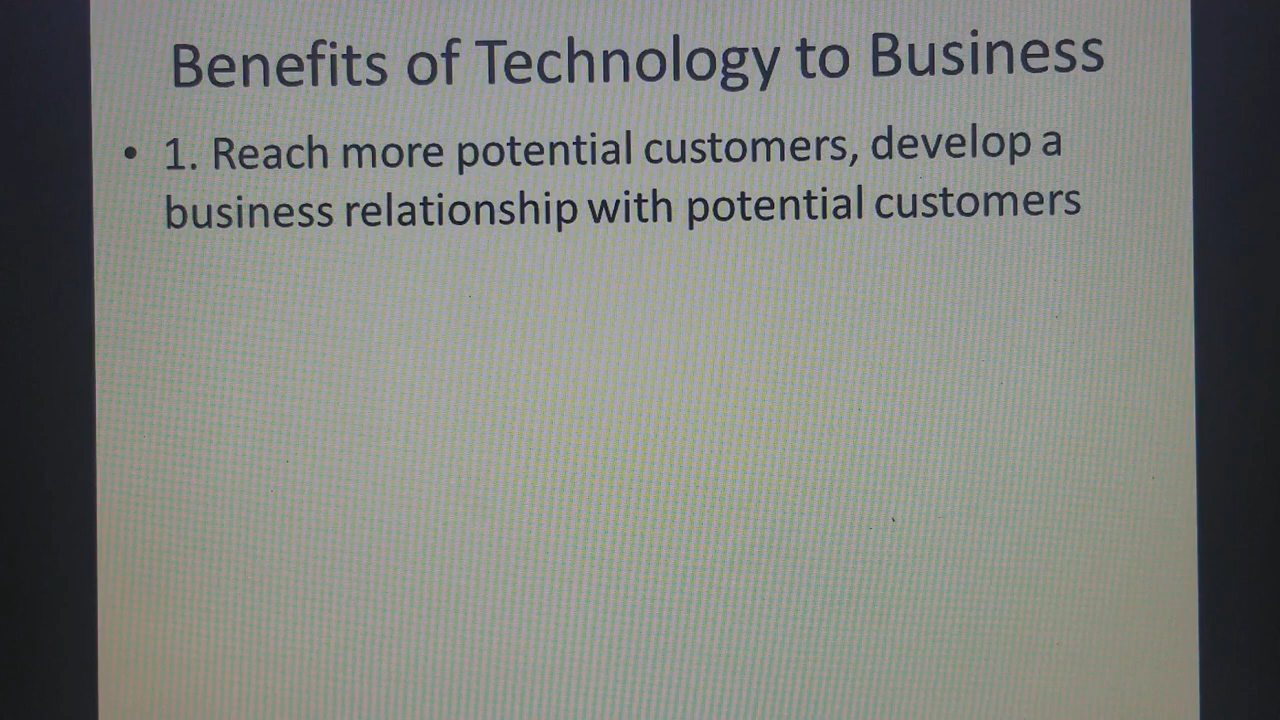 Benefits of Technology to Business
• 1. Reach more potential customers, develop a
business relationship with potential customers